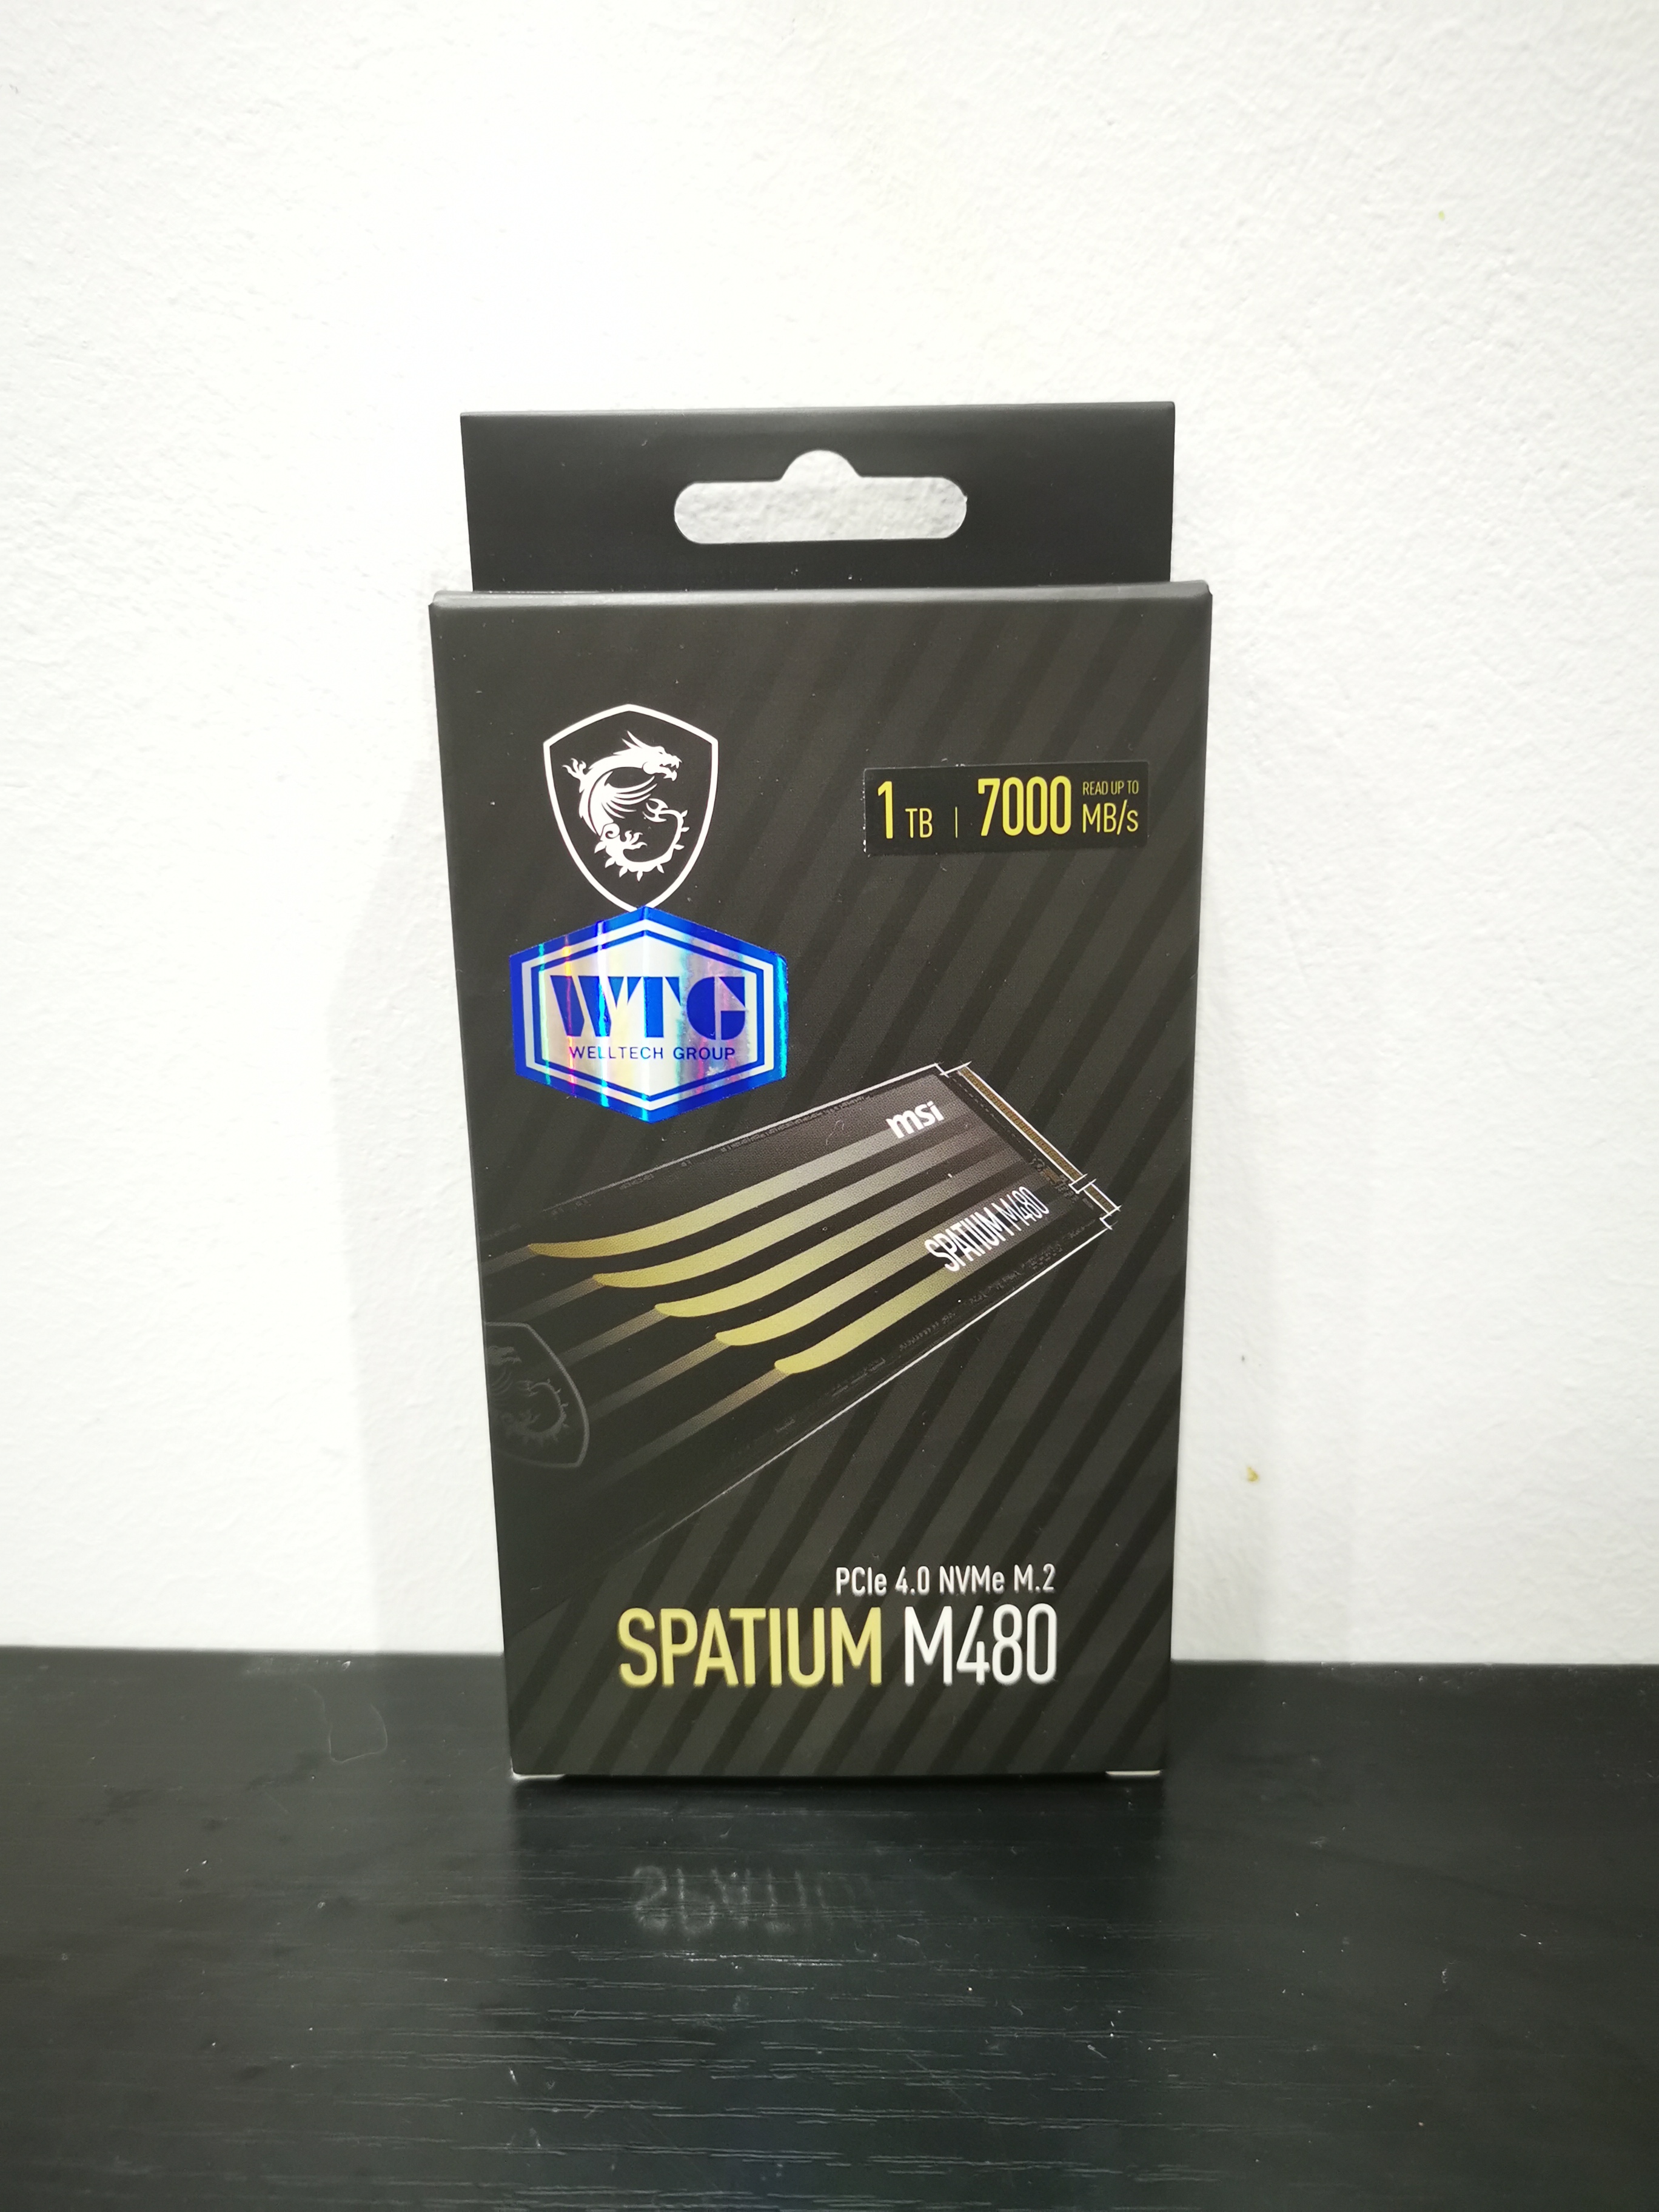 1 TB | 7000 READ UP TO MB/s
WTG
WELLTECH GROUP
msi
SPATIUM M480
PCIe 4.0 NVMe M.2
SPATIUM M480